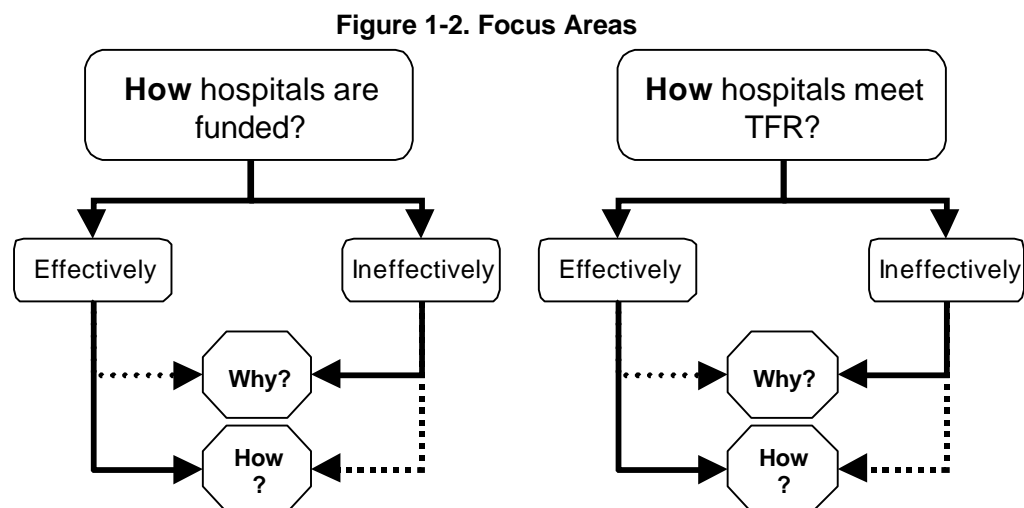 Figure 1-2. Focus Areas
How hospitals are
funded?
Effectively
Ineffectively
Why?
How
?
How hospitals meet
TFR?
Effectively
Ineffectively
Why?
How
?